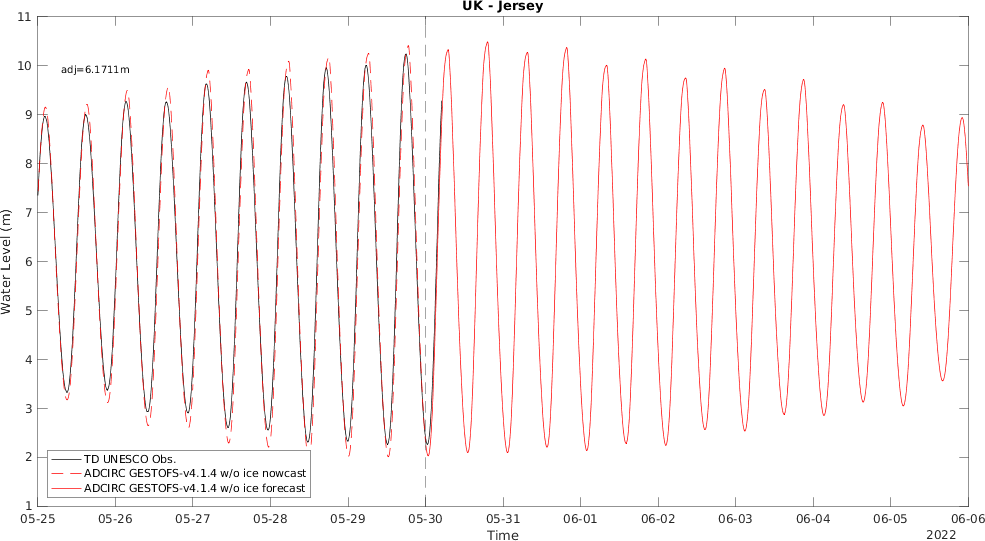 UK - Jersey
11
10
9
8
7
6
5
4
3
2
1
Water Level (m)
adj=6.1711m
TD UNESCO Obs.
ADCIRC GESTOFS-v4.1.4 w/o ice nowcast
ADCIRC GESTOFS-v4.1.4 w/o ice forecast
05-25 05-26 05-27 05-28 05-29 05-30 05-31 06-01 06-02 06-03 06-04 06-05 06-06
Time
2022